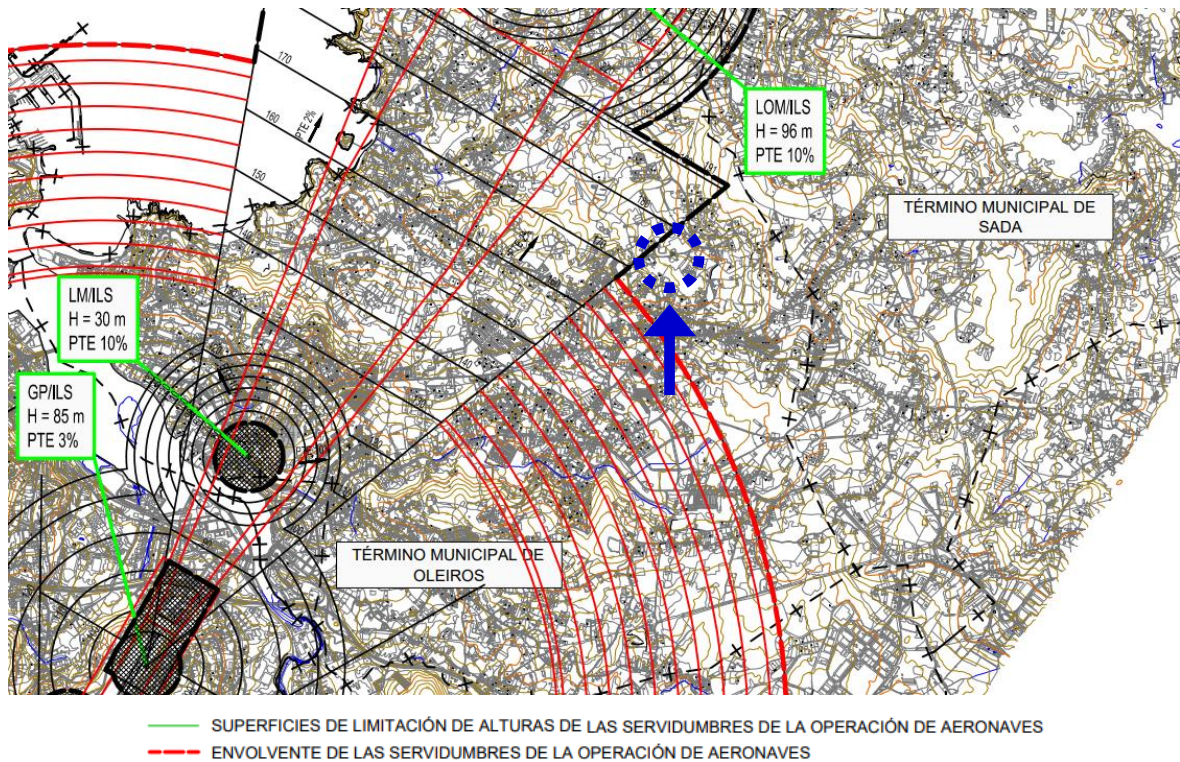 170
160
150
140
PTE 2%
LOM/ILS
H = 96 m
PTE 10%
TÉRMINO MUNICIPAL DE
SADA
LM/ILS
H = 30 m
PTE 10%
GP/ILS
H = 85 m
PTE 3%
TÉRMINO MUNICIPAL DE
OLEIROS
SUPERFICIES DE LIMITACIÓN DE ALTURAS DE LAS SERVIDUMBRES DE LA OPERACIÓN DE AERONAVES
ENVOLVENTE DE LAS SERVIDUMBRES DE LA OPERACIÓN DE AERONAVES